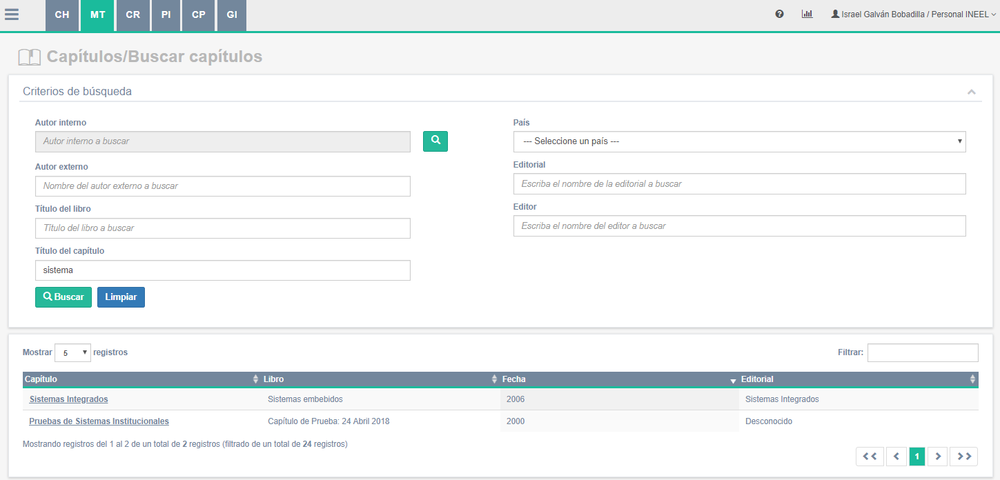 CH MT CR PI CP GI Israel Galván Bobadilla / Personal INEEL
Capítulos/Buscar capítulos
Criterios de búsqueda
Autor interno
Autor interno a buscar
Autor externo
Nombre del autor externo a buscar
Título del libro
Título del libro a buscar
Título del capítulo
sistema
Buscar Limpiar
País
--- Seleccione un país ---
Editorial
Escriba el nombre de la editorial a buscar
Editor
Escriba el nombre del editor a buscar
Mostrar 5 registros Filtrar:
Capítulo Libro Fecha Editorial
Sistemas Integrados Sistemas embebidos 2006 Sistemas Integrados
Pruebas de Sistemas Institucionales Capítulo de Prueba: 24 Abril 2018 2000 Desconocido
Mostrando registros del 1 al 2 de un total de 2 registros (filtrado de un total de 24 registros)
1